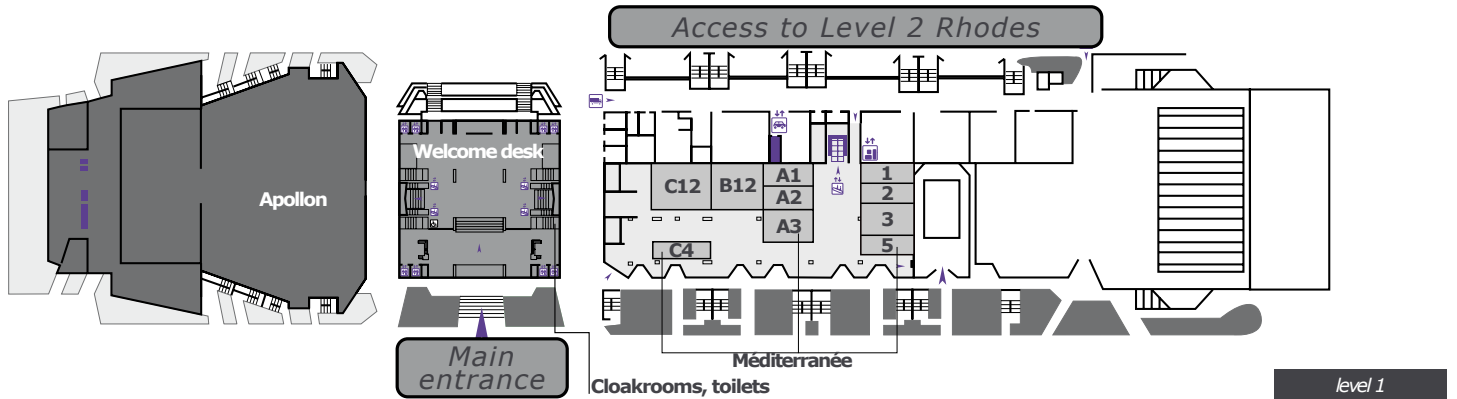 Access to Level 2 Rhodes
Welcome desk
Apollon
C12
B12
A1
A2
A3
C4
1
2
3
5
Méditerranée
Main
entrance
Cloakrooms, toilets
level 1